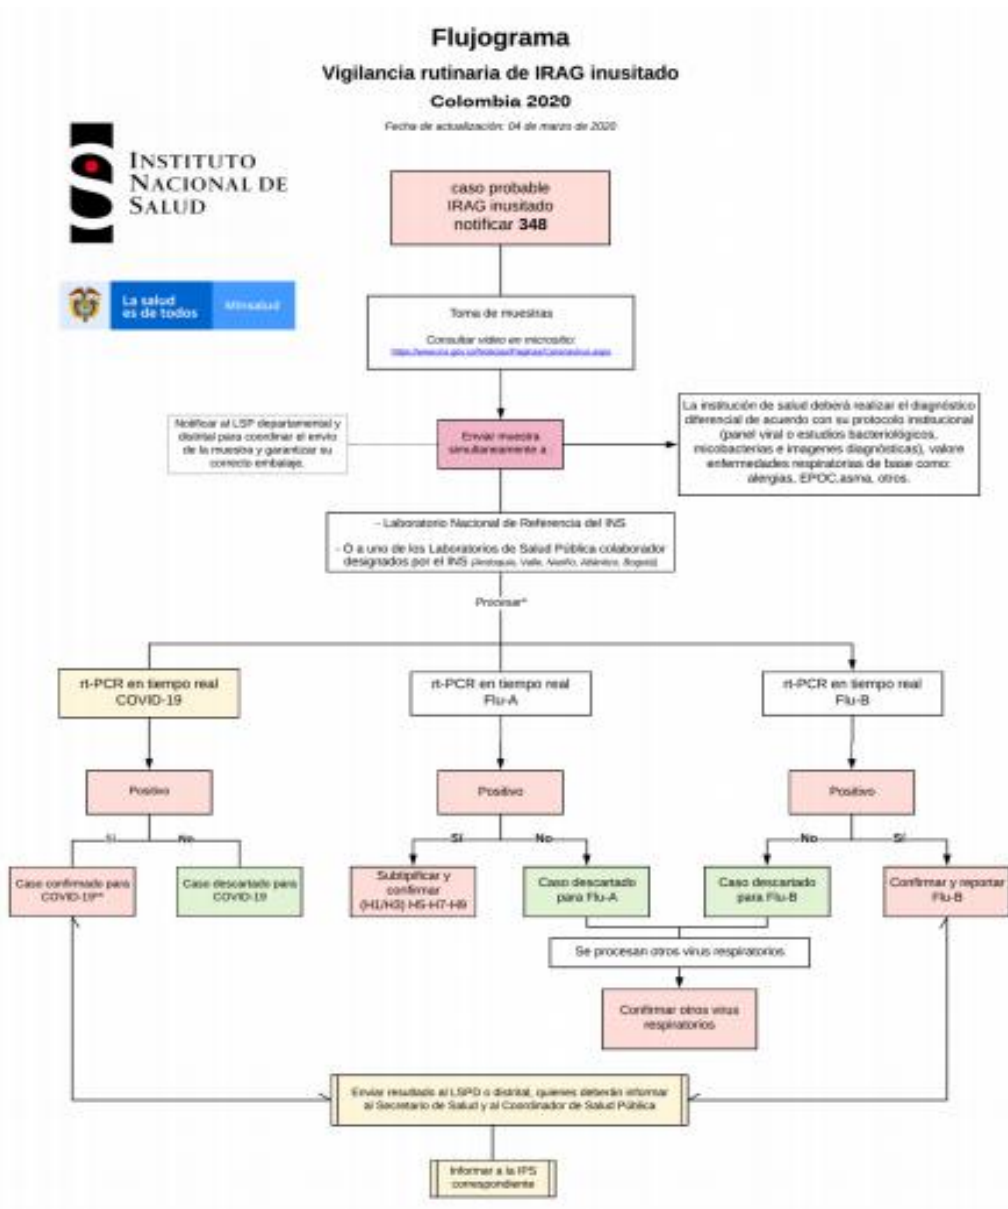 Flujograma
Vigilancia rutinaria de IRAG inusitado
Colombia 2020
Fecha de actualización: 04 de marzo de 2020
INSTITUTO
NACIONAL DE
SALUD
La salud
es de todos
Minsalud
caso probable
IRAG inusitado
notificar 348
Toma de muestras
Consultar video en micrositio:
Notificar al LSP departamental y
distrital para coordinar el envío
de la muestra y garantizar su
correcto embalaje.
Enviar muestra
simultaneamente a
La institución de salud deberá realizar el diagnóstico
diferencial de acuerdo con su protocolo institucional
(panel viral o estudios bacteriológicos,
micobacterias e imagenes diagnósticas), valore
enfermedades respiratorias de base como:
alergias, EPOC,asma, otros.
- Laboratorio Nacional de Referencia del INS
- O a uno de los Laboratorios de Salud Pública colaborador
designados por el INS (Antioquia, Valle, Nariño, Atlántico, Bogotá)
Procesar*
rt-PCR en tiempo real
COVID-19
rt-PCR en tiempo real
Flu-A
rt-PCR en tiempo real
Flu-B
Positivo
Positivo
Positivo
Sí
No
Sí
No
No
Sí
Caso confirmado para
COVID-19**
Caso descartado para
COVID-19
Subtipificar y
confirmar
(H1/H3) H5-H7-H9
Caso descartado
para Flu-A
Caso descartado
para Flu-B
Confirmar y reportar
Flu-B
Se procesan otros virus respiratorios
Confirmar otros virus
respiratorios
Enviar resultado al LSPD o distrital, quienes deberán informar
al Secretario de Salud y al Coordinador de Salud Pública
Informar a la IPS
correspondiente